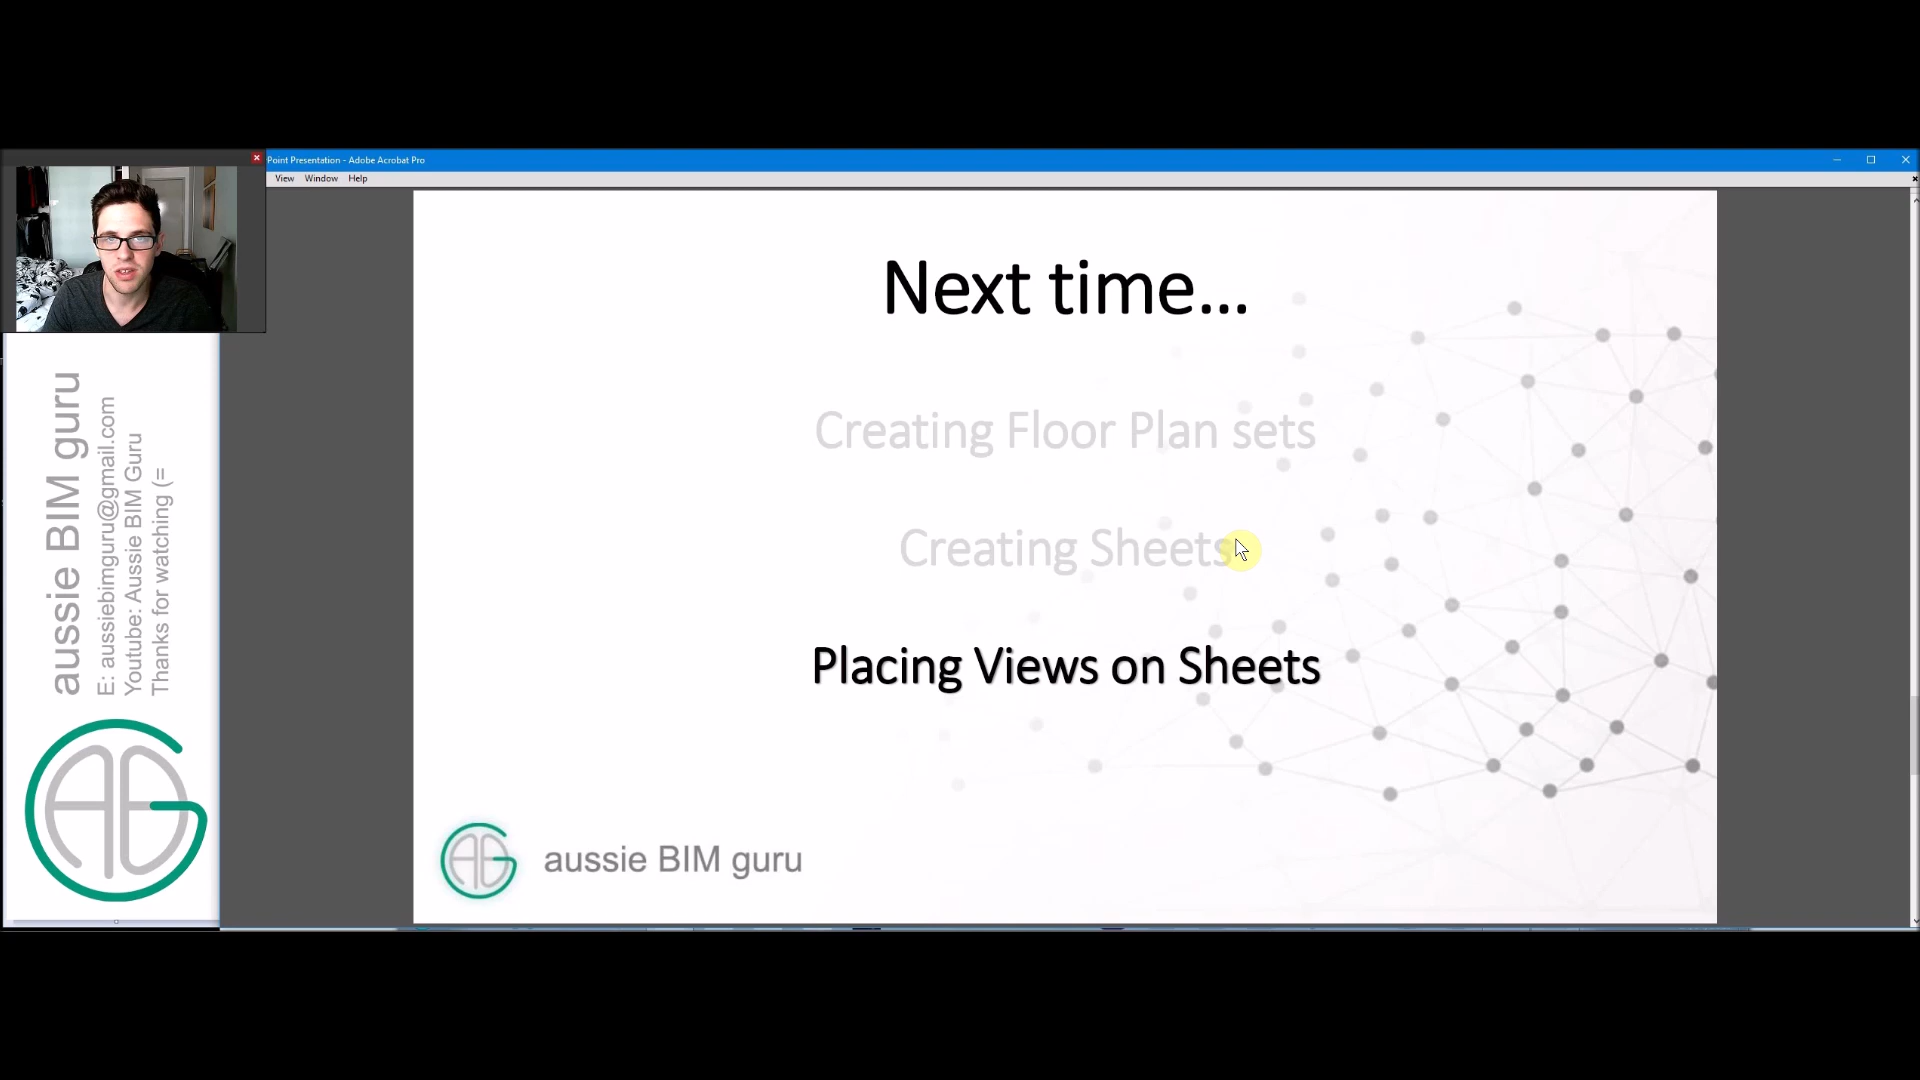 Point Presentation - Adobe Acrobat Pro
View Window Help
Next time...
Creating Floor Plan sets
Creating Sheets
Placing Views on Sheets
aussie BIM guru
aussie BIM guru
E: aussiebimguru@gmail.com
Youtube: Aussie BIM Guru
Thanks for watching (=